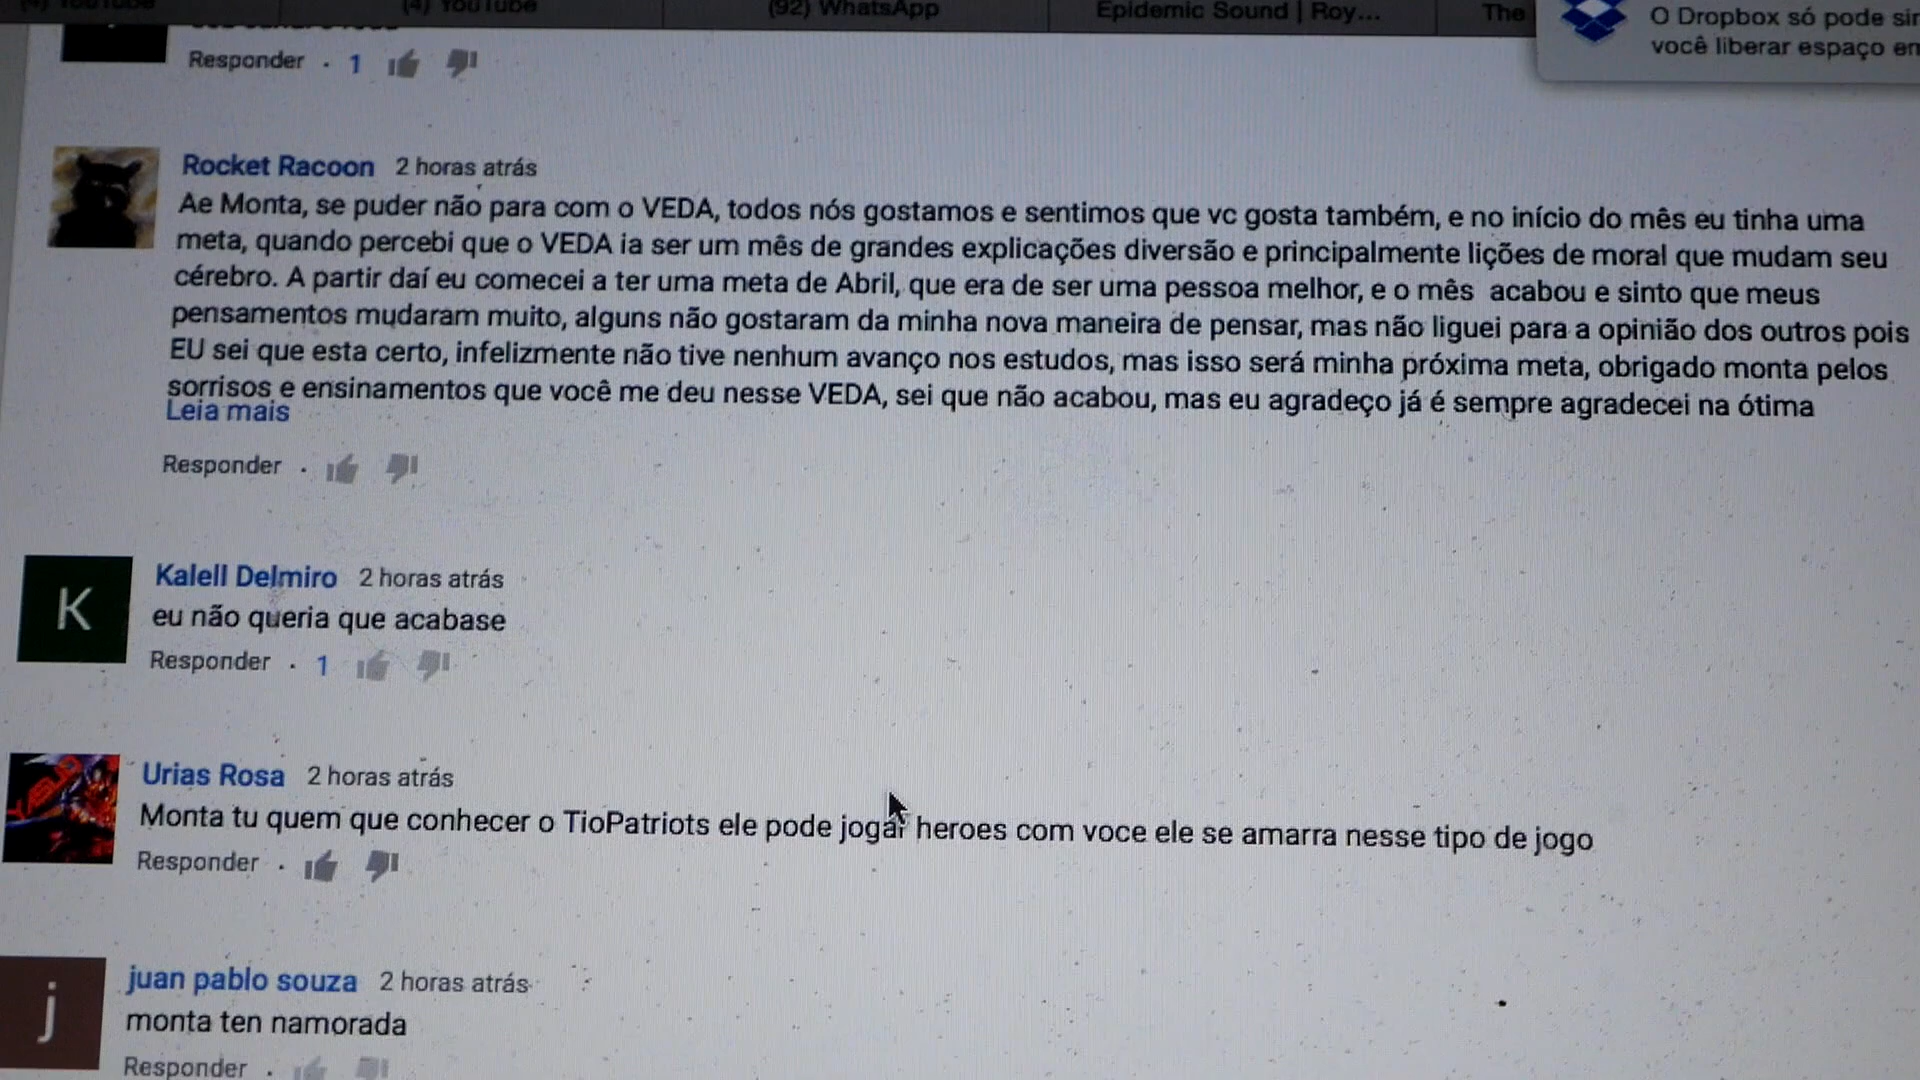 (4) YouTube
(4) YouTube
(92) WhatsApp
Epidemic Sound | Roy...
The
O Dropbox só pode sin
você liberar espaço em
Responder · 1
Rocket Racoon 2 horas atrás
Ae Monta, se puder não para com o VEDA, todos nós gostamos e sentimos que vc gosta também, e no início do mês eu tinha uma
meta, quando percebi que o VEDA ia ser um mês de grandes explicações diversão e principalmente lições de moral que mudam seu
cérebro. A partir daí eu comecei a ter uma meta de Abril, que era de ser uma pessoa melhor, e o mês acabou e sinto que meus
pensamentos mudaram muito, alguns não gostaram da minha nova maneira de pensar, mas não liguei para a opinião dos outros pois
EU sei que esta certo, infelizmente não tive nenhum avanço nos estudos, mas isso será minha próxima meta, obrigado monta pelos
sorrisos e ensinamentos que você me deu nesse VEDA, sei que não acabou, mas eu agradeço já é sempre agradecei na ótima
Leia mais
Responder ·
K
Kalell Delmiro 2 horas atrás
eu não queria que acabase
Responder · 1
Urias Rosa 2 horas atrás
Monta tu quem que conhecer o TioPatriots ele pode jogar heroes com voce ele se amarra nesse tipo de jogo
Responder ·
j
juan pablo souza 2 horas atrás
monta ten namorada
Responder ·